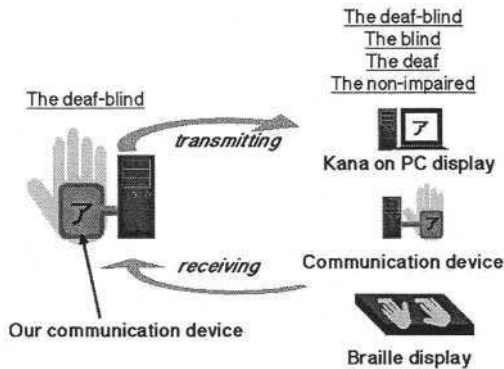 The deaf-blind
The blind
The deaf
The non-impaired
The deaf-blind
transmitting
ア
Kana on PC display
ア
ア
receiving
Communication device
Our communication device
Braille display